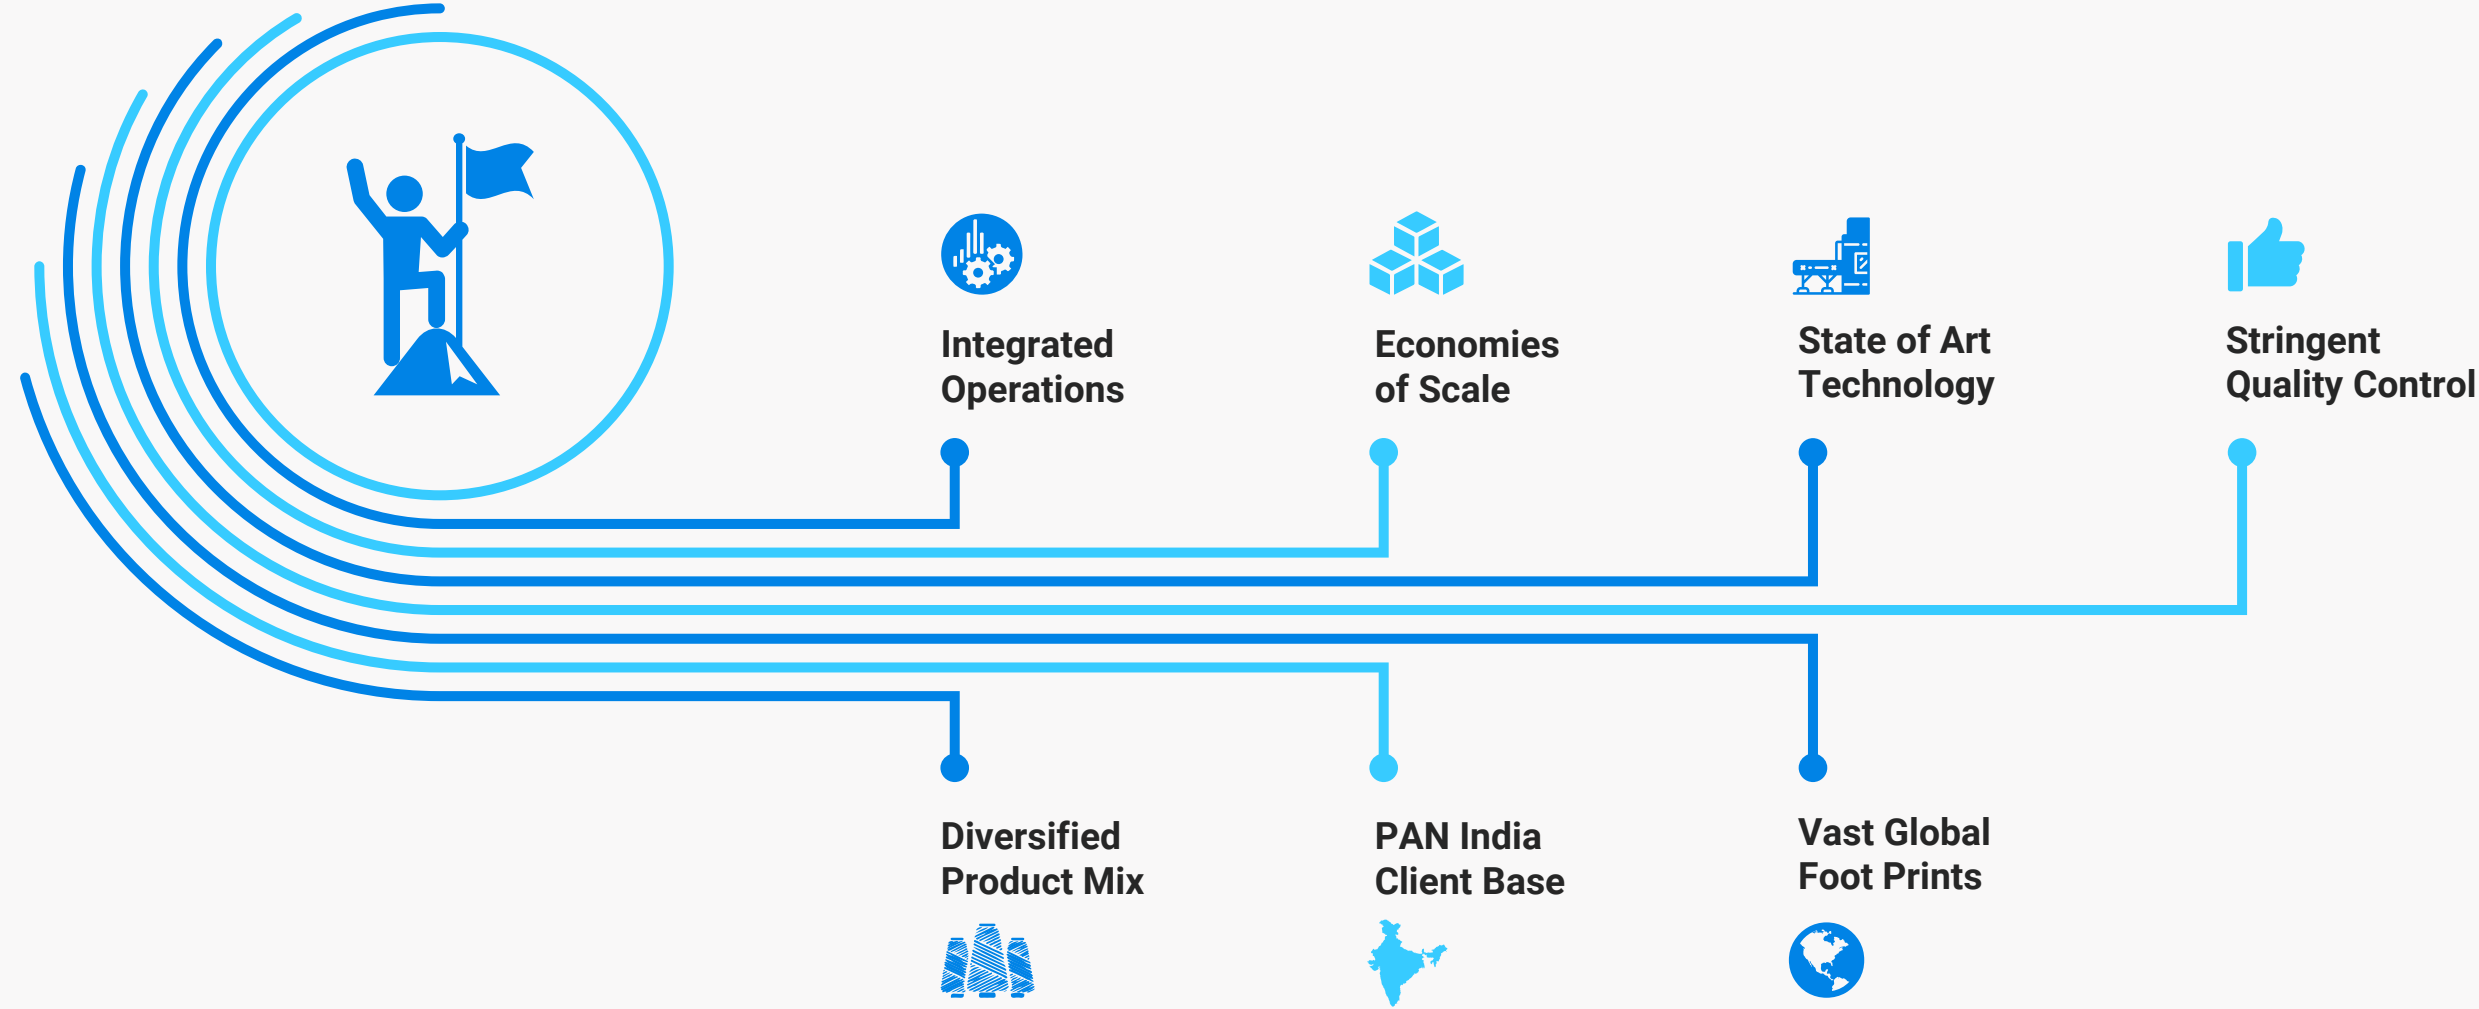 Integrated
Operations
Economies
of Scale
State of Art
Technology
Stringent
Quality Control
Diversified
Product Mix
PAN India
Client Base
Vast Global
Foot Prints